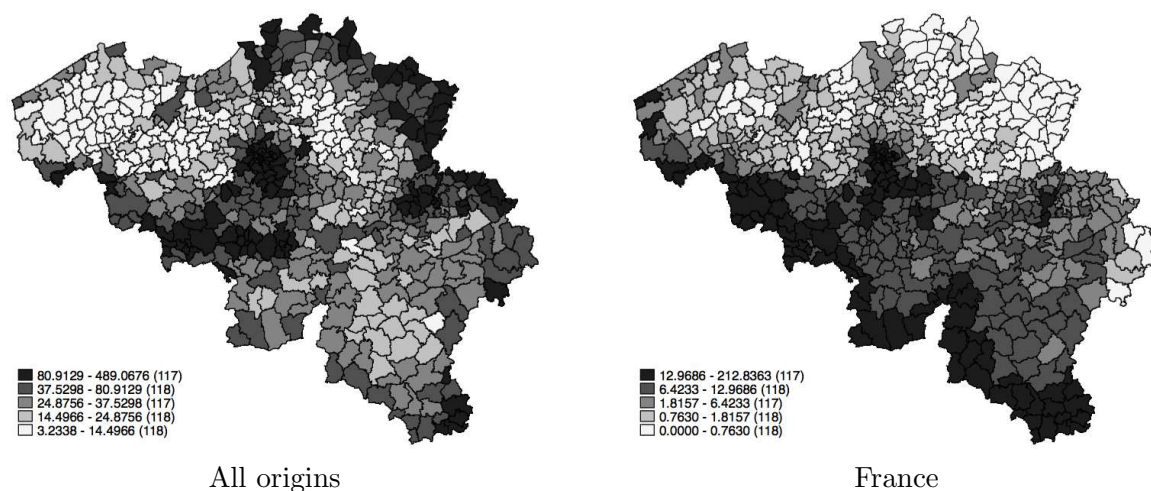 80.9129 - 489.0676 (117)
37.5298 - 80.9129 (118)
24.8756 - 37.5298 (117)
14.4966 - 24.8756 (118)
3.2338 - 14.4966 (118)
All origins
12.9686 - 212.8363 (117)
6.4233 - 12.9686 (118)
1.8157 - 6.4233 (117)
0.7630 - 1.8157 (118)
0.0000 - 0.7630 (118)
France